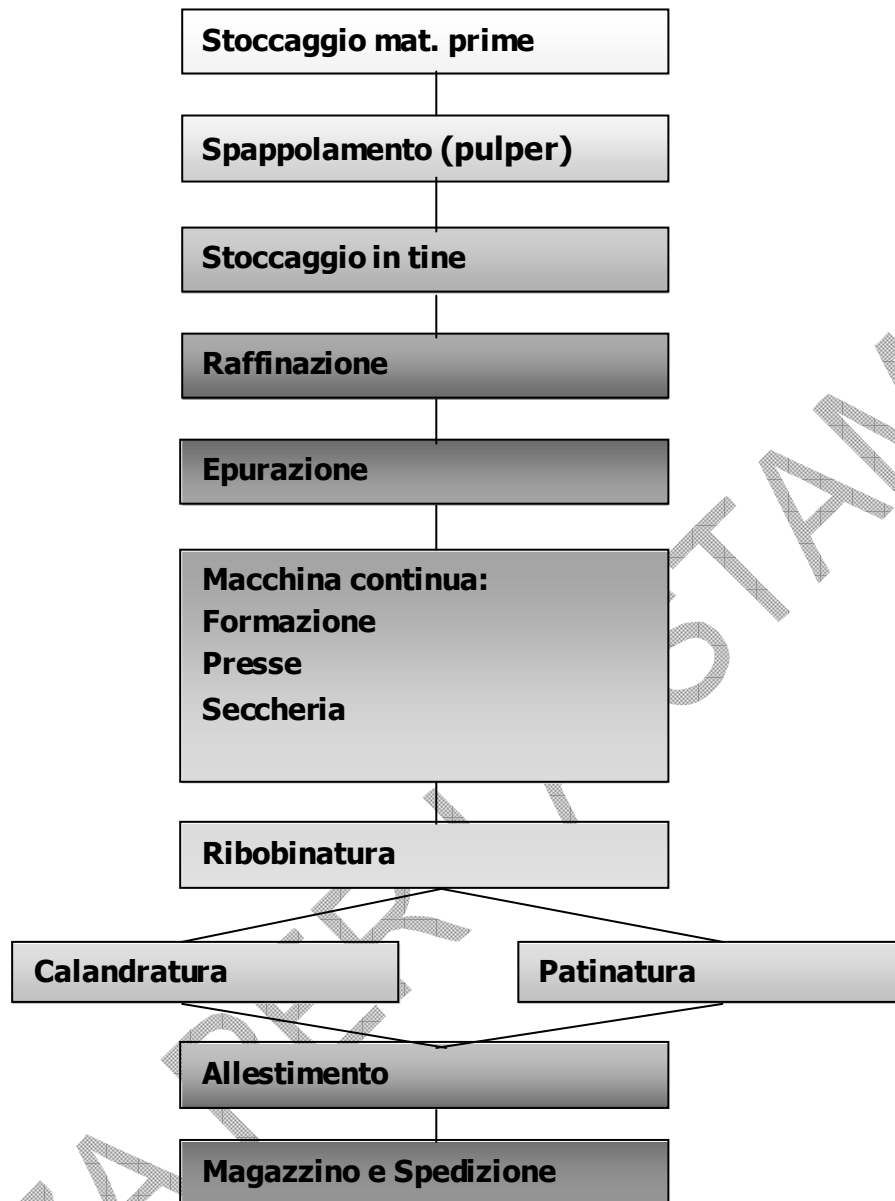 Stoccaggio mat. prime
Spappolamento (pulper)
Stoccaggio in tine
Raffinazione
Epurazione
Macchina continua:
Formazione
Presse
Seccheria
Ribobinatura
Calandratura
Patinatura
Allestimento
Magazzino e Spedizione